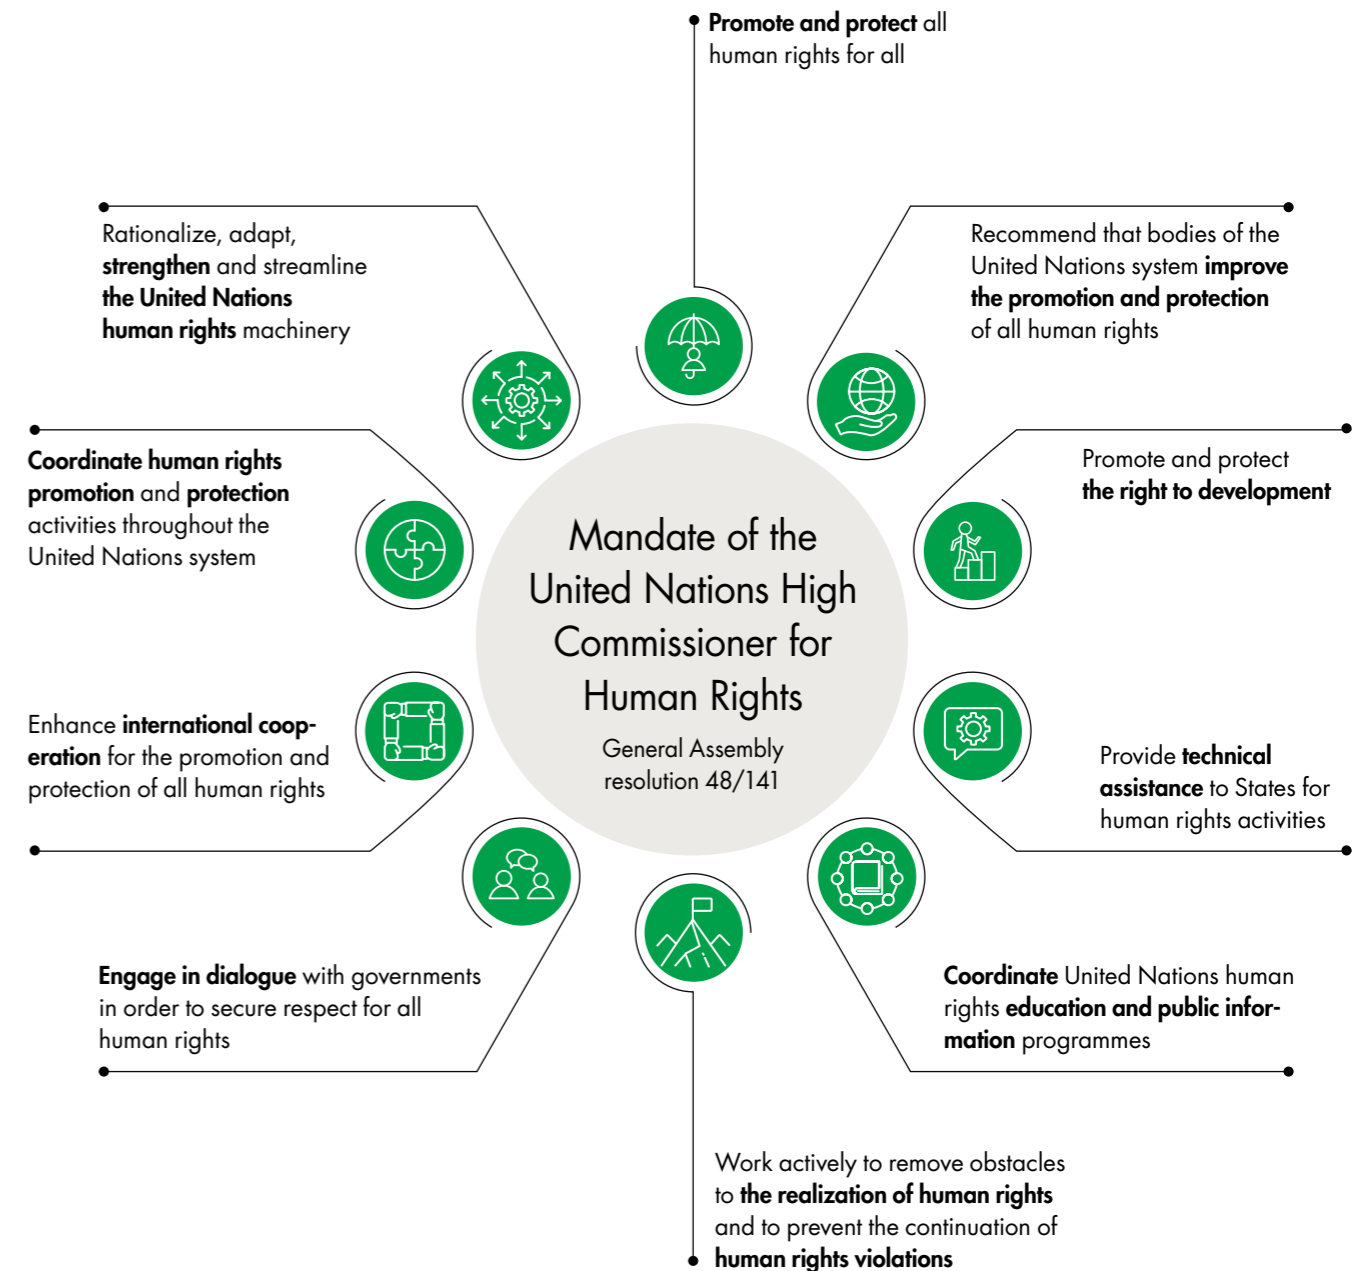 Promote and protect all
human rights for all
Recommend that bodies of the
United Nations system improve
the promotion and protection
of all human rights
Promote and protect
the right to development
Provide technical
assistance to States for
human rights activities
Coordinate United Nations human
rights education and public infor-
mation programmes
Work actively to remove obstacles
to the realization of human rights
and to prevent the continuation of
human rights violations
Engage in dialogue with governments
in order to secure respect for all
human rights
Enhance international coop-
eration for the promotion and
protection of all human rights
Coordinate human rights
promotion and protection
activities throughout the
United Nations system
Rationalize, adapt,
strengthen and streamline
the United Nations
human rights machinery
Mandate of the
United Nations High
Commissioner for
Human Rights
General Assembly
resolution 48/141